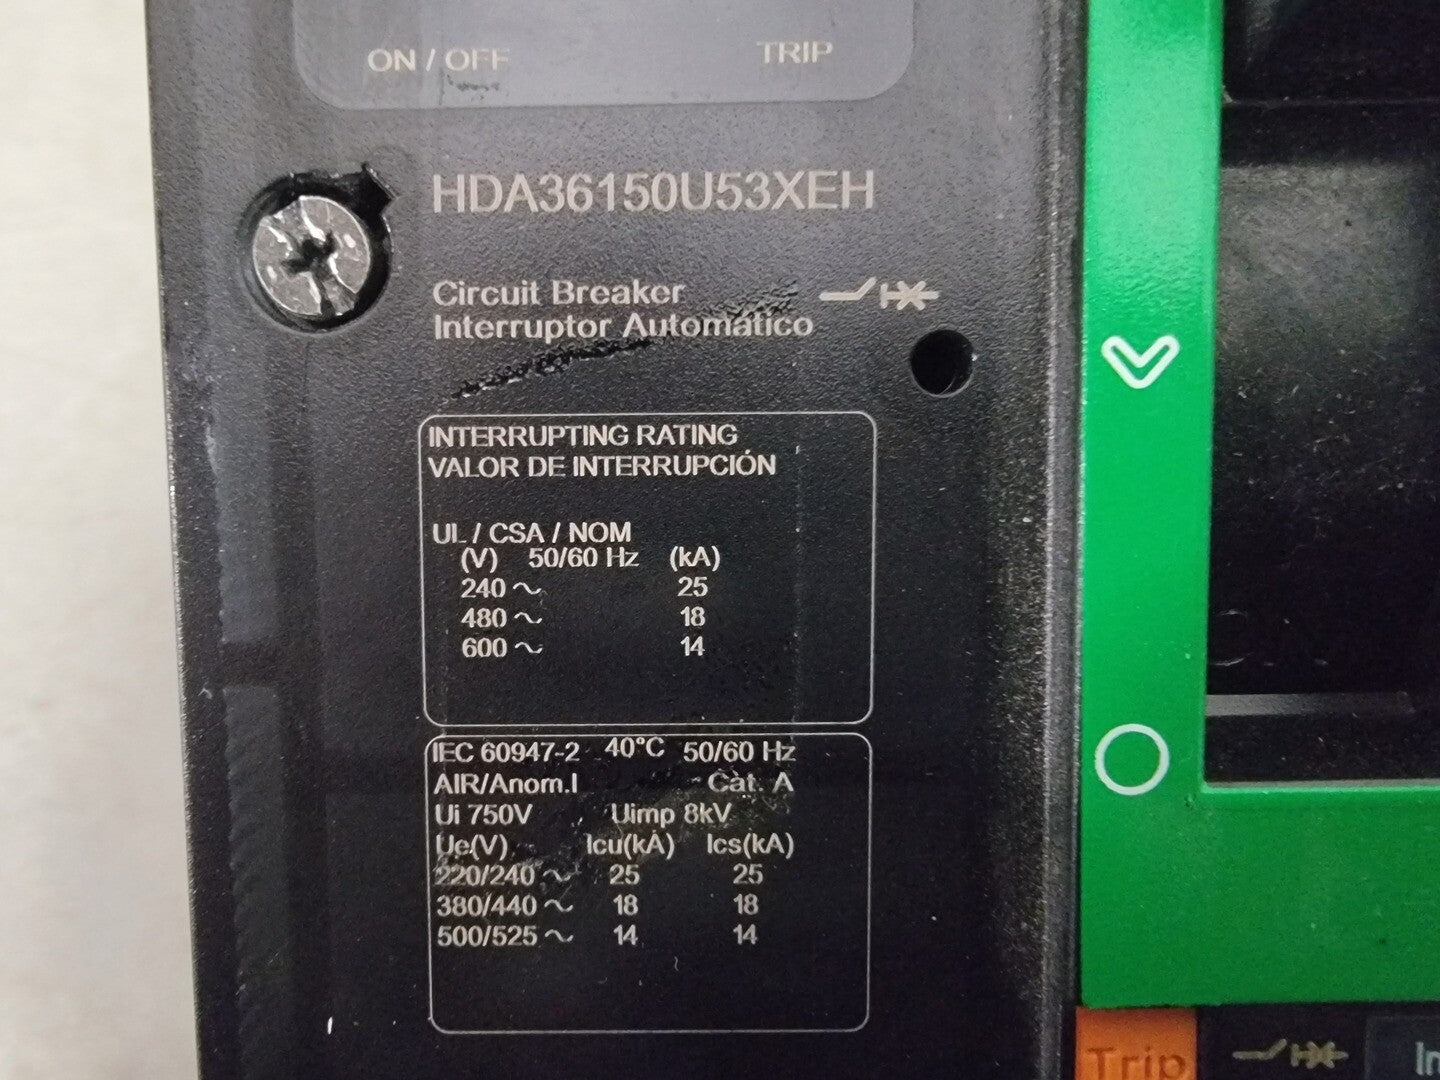 ON / OFF TRIP
HDA36150U53XEH
Circuit Breaker
Interruptor Automático
INTERRUPTING RATING
VALOR DE INTERRUPCIÓN
UL / CSA / NOM
(V) 50/60 Hz (kA)
240 ~ 25
480 ~ 18
600 ~ 14
IEC 60947-2 40°C 50/60 Hz
AIR/Anom.I Cat. A
Ui 750V Uimp 8kV
Ue(V) Icu(kA) Ics(kA)
220/240 ~ 25 25
380/440 ~ 18 18
500/525 ~ 14 14
Trip